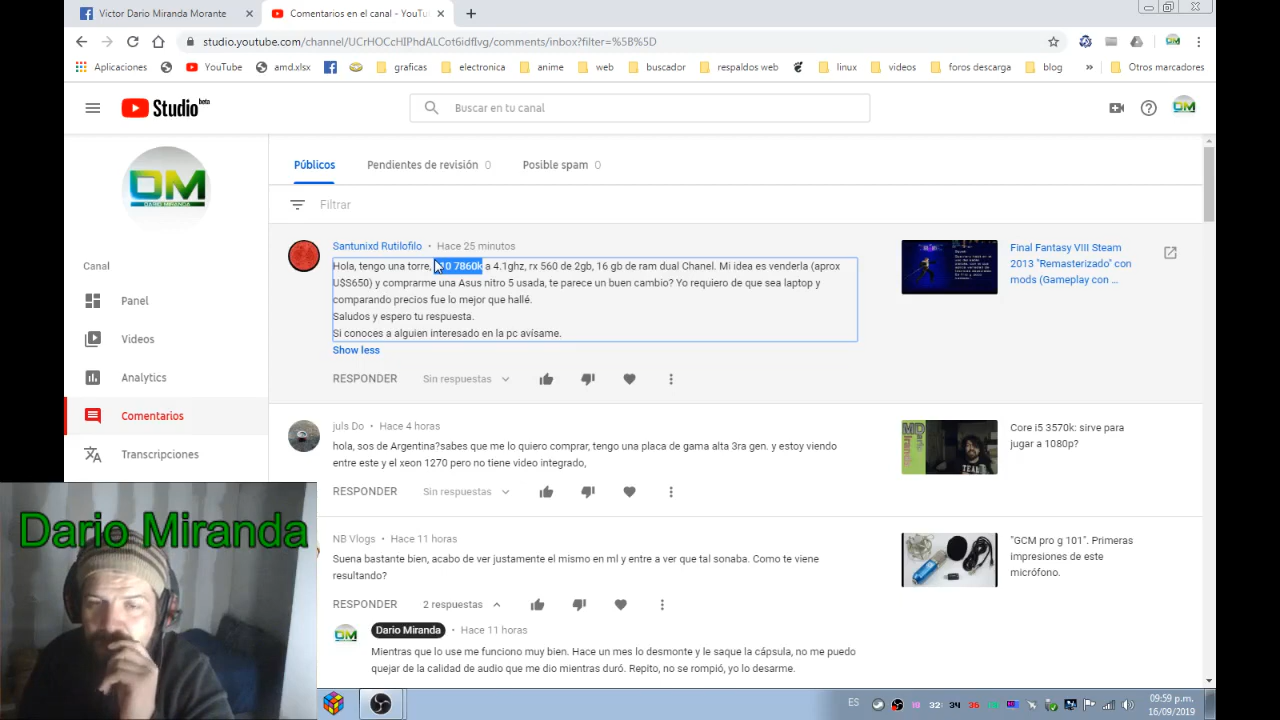 Victor Dario Miranda Morante
Comentarios en el canal - YouTu
studio.youtube.com/channel/UCrHOCcHIPhdALCot6idfIvg/comments/inbox?filter=%5B%5D
Aplicaciones YouTube amd.xlsx graficas electronica anime web buscador respaldos web linux videos foros descarga blog » Otros marcadores
Studio beta
Buscar en tu canal
DM
DARIO MIRANDA
Canal
Panel
Videos
Analytics
Comentarios
Transcripciones
Públicos Pendientes de revisión 0 Posible spam 0
Filtrar
Santunixd Rutilofilo • Hace 25 minutos
Hola, tengo una torre, 10 7860k a 4.1ghz, rx560 de 2gb, 16 gb de ram dual Chanel. Mi idea es venderla (aprox
U$S650) y comprarme una Asus nitro 5 usada, te parece un buen cambio? Yo requiero de que sea laptop y
comparando precios fue lo mejor que hallé.
Saludos y espero tu respuesta.
Si conoces a alguien interesado en la pc avísame.
Show less
RESPONDER Sin respuestas
Final Fantasy VIII Steam
2013 "Remasterizado" con
mods (Gameplay con ...
juls Do • Hace 4 horas
hola, sos de Argentina?sabes que me lo quiero comprar, tengo una placa de gama alta 3ra gen. y estoy viendo
entre este y el xeon 1270 pero no tiene video integrado,
RESPONDER Sin respuestas
Core i5 3570k: sirve para
jugar a 1080p?
NB Vlogs • Hace 11 horas
Suena bastante bien, acabo de ver justamente el mismo en ml y entre a ver que tal sonaba. Como te viene
resultando?
RESPONDER 2 respuestas
"GCM pro g 101". Primeras
impresiones de este
micrófono.
DM
Dario Miranda • Hace 11 horas
Mientras que lo use me funciono muy bien. Hace un mes lo desmonte y le saque la cápsula, no me puedo
quejar de la calidad de audio que me dio mientras duró. Repito, no se rompió, yo lo desarme.
Dario Miranda
ES 32 34 36 09:59 p.m.
16/09/2019